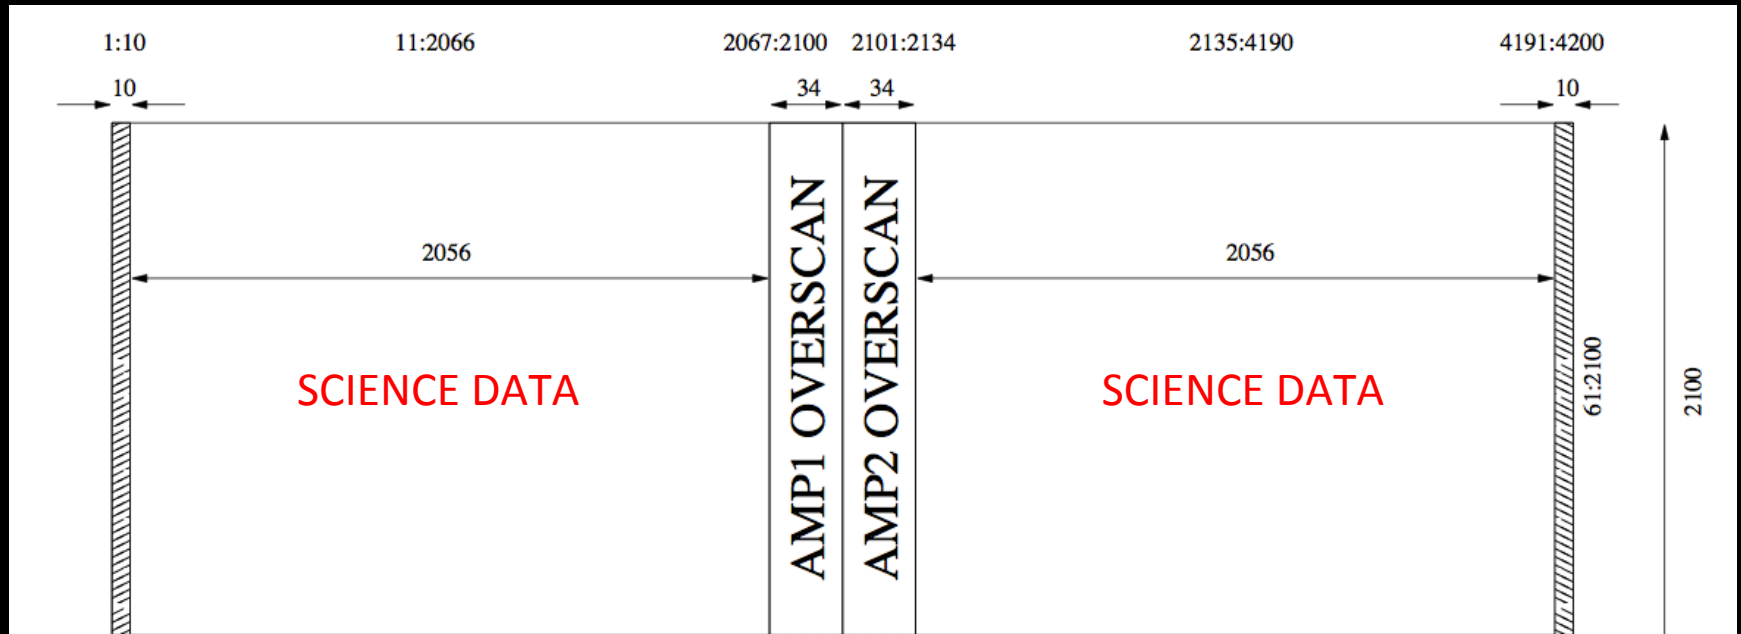 1:10 11:2066 2067:2100 2101:2134 2135:4190 4191:4200
10 34 34 10
2056 2056
SCIENCE DATA
AMP1 OVERSCAN
AMP2 OVERSCAN
SCIENCE DATA
61:2100
2100